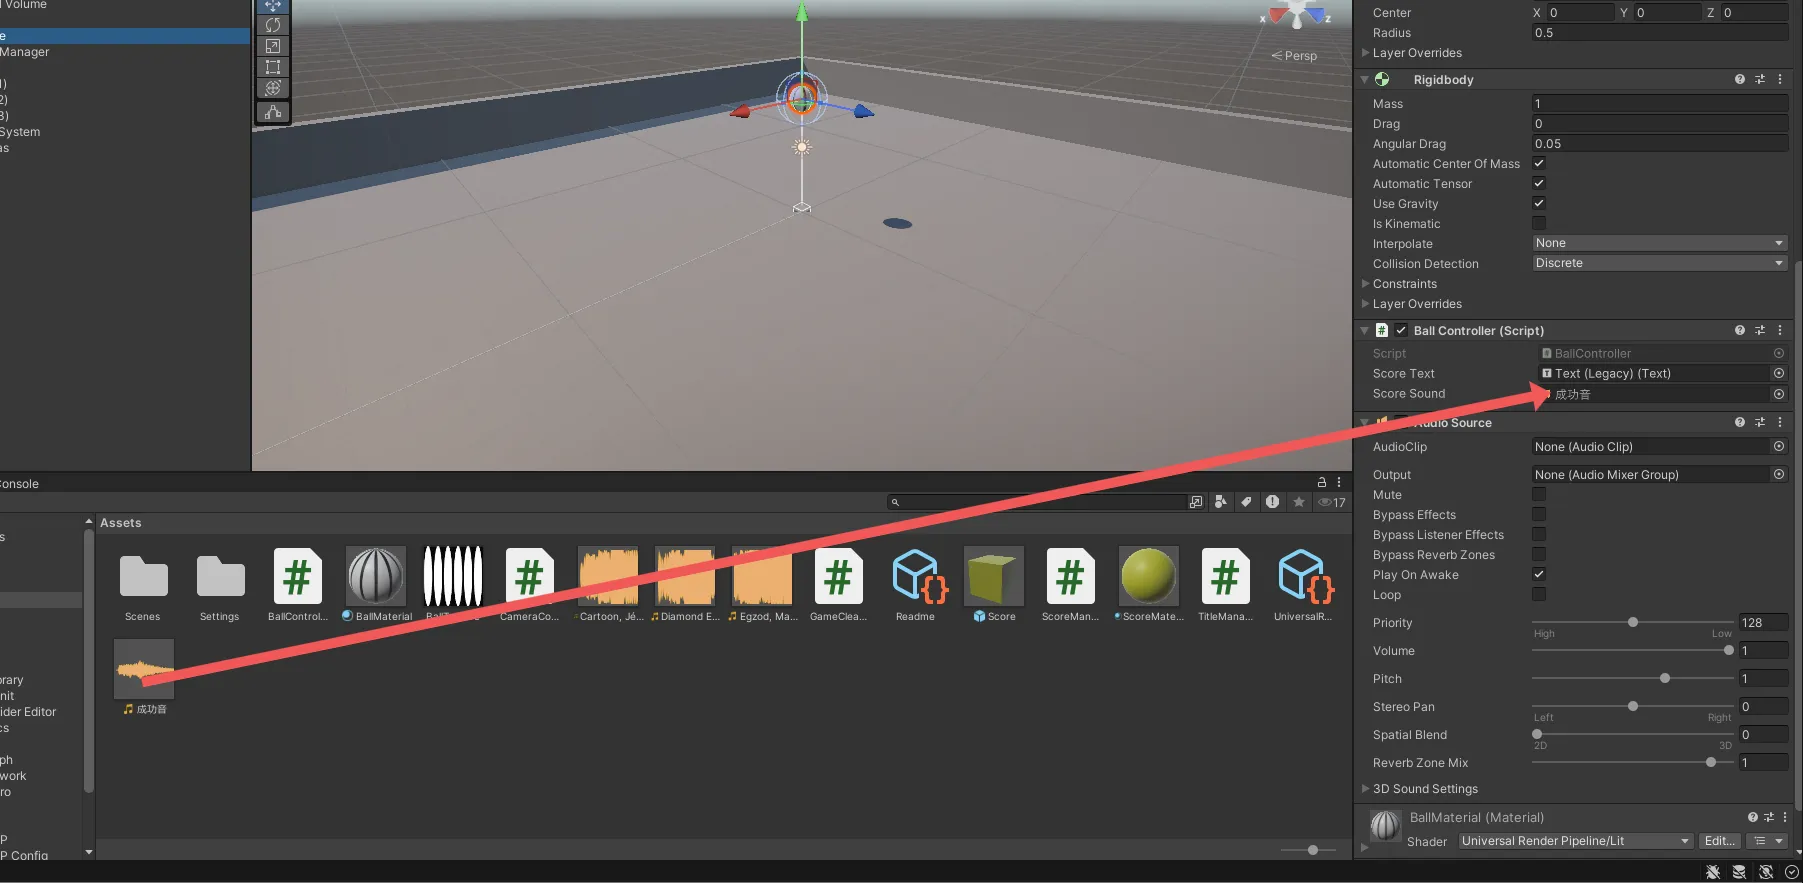 l Volume
e
Manager
1)
2)
3)
System
as
x
z
Persp
Center X 0 Y 0 Z 0
Radius 0.5
Layer Overrides
Rigidbody
Mass 1
Drag 0
Angular Drag 0.05
Automatic Center Of Mass
Automatic Tensor
Use Gravity
Is Kinematic
Interpolate None
Collision Detection Discrete
Constraints
Layer Overrides
Ball Controller (Script)
Script BallController
Score Text Text (Legacy) (Text)
Score Sound 成功音
Audio Source
AudioClip None (Audio Clip)
Output None (Audio Mixer Group)
Mute
Bypass Effects
Bypass Listener Effects
Bypass Reverb Zones
Play On Awake
Loop
Priority 128
High Low
Volume 1
Pitch 1
Stereo Pan 0
Left Right
Spatial Blend 0
2D 3D
Reverb Zone Mix 1
3D Sound Settings
BallMaterial (Material)
Shader Universal Render Pipeline/Lit Edit...
onsole
17
Assets
Scenes
Settings
BallControl...
BallMaterial
CameraCo...
Cartoon, Jé...
Diamond E...
Egzod, Ma...
GameClea...
Readme
Score
ScoreMan...
ScoreMate...
TitleMana...
UniversalR...
成功音
s
rary
nit
ider Editor
cs
ph
work
ro
P
P Config